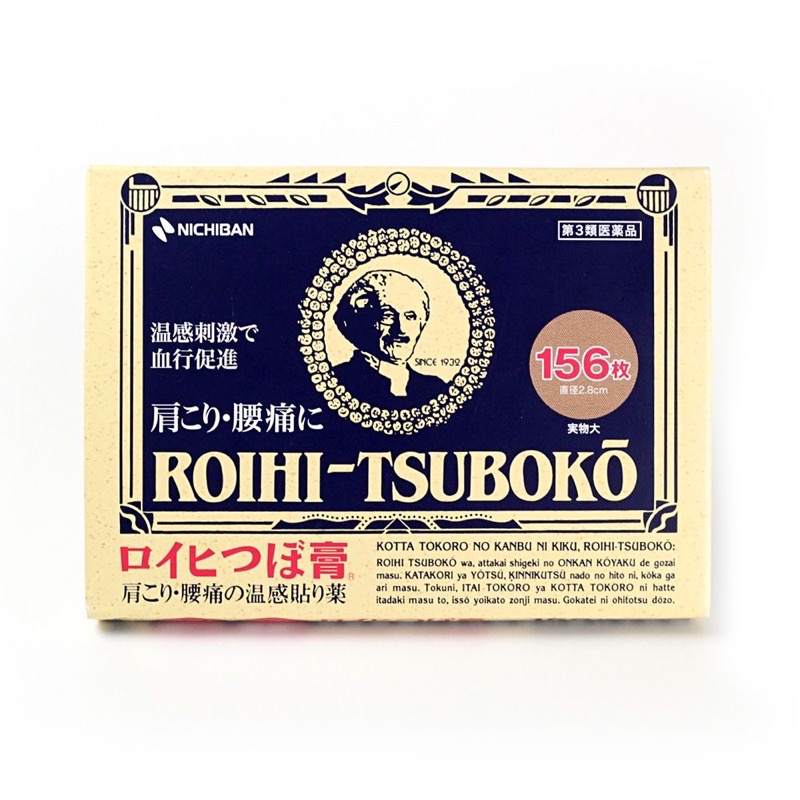 NICHIBAN
第3類医薬品
温感刺激で
血行促進
SINCE 1932
156枚
直径2.8cm
実物大
肩こり・腰痛に
ROIHI-TSUBOKŌ
ロイヒつぼ膏®
肩こり・腰痛の温感貼り薬
KOTTA TOKORO NO KANBU NI KIKU, ROIHI-TSUBOKŌ:
ROIHI TSUBOKŌ wa, attakai shigeki no ONKAN KŌYAKU de gozai
masu. KATAKORI ya YŌTSŪ, KINNIKUTSŪ nado no hito ni, kōka ga
ari masu. Tokuni, ITAI TOKORO ya KOTTA TOKORO ni hatte
itadaki masu to, issō yoikato zonji masu. Gokatei ni ohitotsu dōzo.